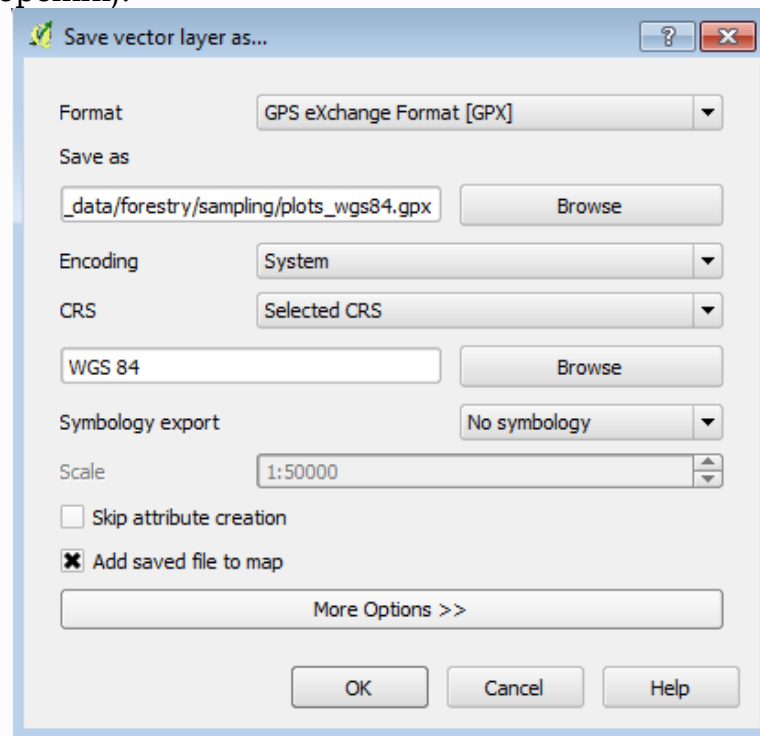 Save vector layer as...
Format GPS eXchange Format [GPX]
Save as
_data/forestry/sampling/plots_wgs84.gpx Browse
Encoding System
CRS Selected CRS
WGS 84 Browse
Symbology export No symbology
Scale 1:50000
Skip attribute creation
Add saved file to map
More Options >>
OK Cancel Help